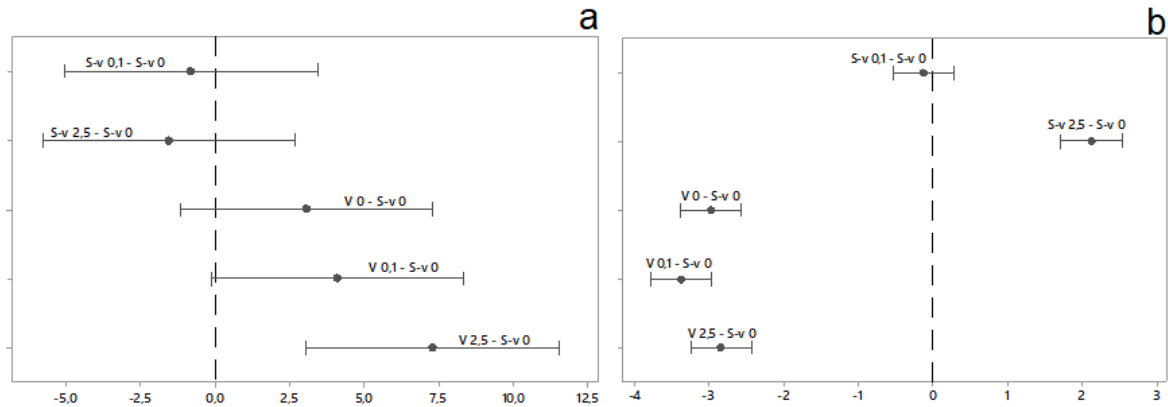 a
S-v 0,1 - S-v 0
S-v 2,5 - S-v 0
V 0 - S-v 0
V 0,1 - S-v 0
V 2,5 - S-v 0
-5,0 -2,5 0,0 2,5 5,0 7,5 10,0 12,5
b
S-v 0,1 - S-v 0
S-v 2,5 - S-v 0
V 0 - S-v 0
V 0,1 - S-v 0
V 2,5 - S-v 0
-4 -3 -2 -1 0 1 2 3